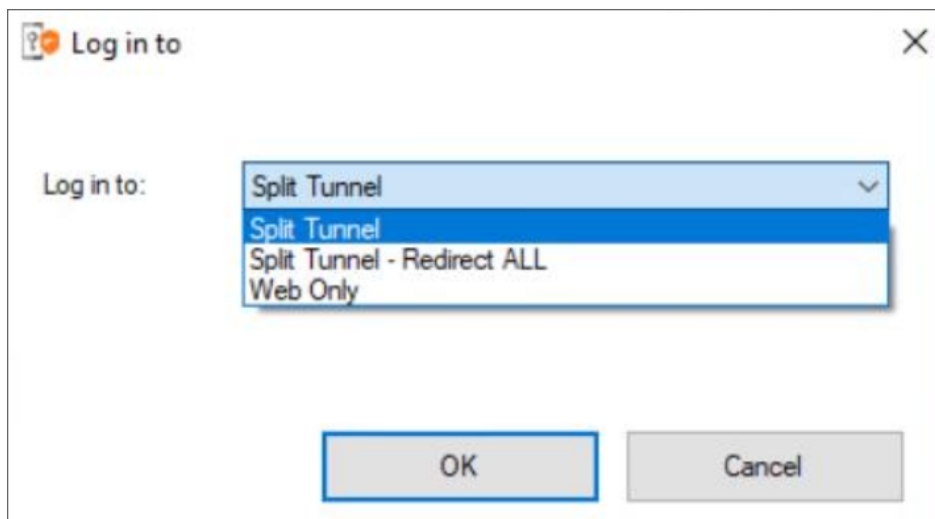 Log in to
Log in to:
Split Tunnel
Split Tunnel
Split Tunnel - Redirect ALL
Web Only
OK
Cancel